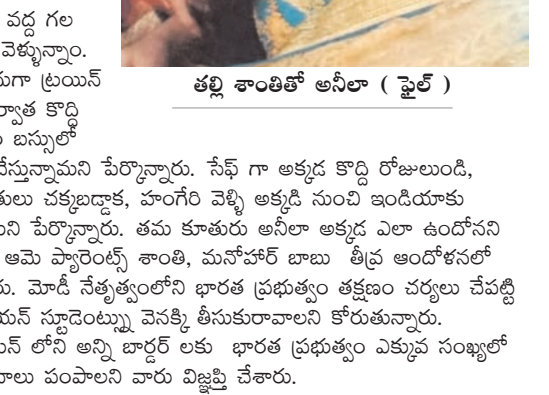 వద్ద గల
వెళ్ళున్నాం.
ట్రయిన్
కొద్ది
బస్సులో
తల్లి శాంతితో అనీలా ( ఫైల్ )
పేర్కొన్నారు. సేఫ్ గా అక్కడ కొద్ది రోజులుండి,
చక్కబడ్డాక, హంగేరి వెళ్ళి అక్కడి నుంచి ఇండియాకు
పేర్కొన్నారు. తమ కూతురు అనీలా అక్కడ ఎలా ఉందోనని
ఆమె ప్యారెంట్స్ శాంతి, మనోహార్ బాబు తీవ్ర ఆందోళనలో
మోడీ నేతృత్వంలోని భారత ప్రభుత్వం తక్షణం చర్యలు చేపట్టి
స్టూడెంట్స్ను వెనక్కి తీసుకురావాలని కోరుతున్నారు.
లోని అన్ని బార్డర్ లకు భారత ప్రభుత్వం ఎక్కువ సంఖ్యలో
పంపాలని వారు విజ్ఞప్తి చేశారు.